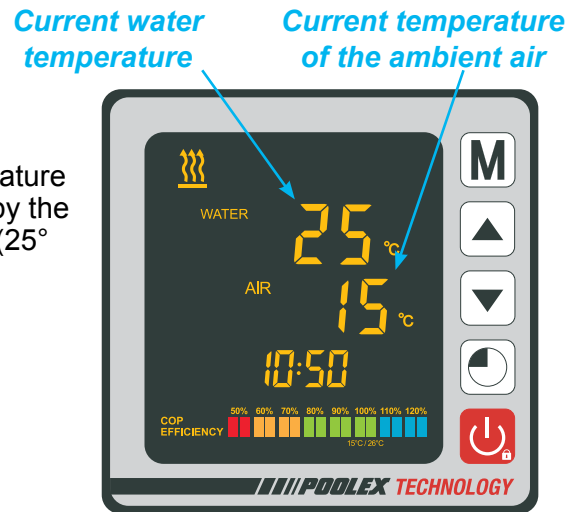 Current water
temperature
Current temperature
of the ambient air
ature
by the
(25°
WATER 25 °C
AIR 15 °C
10:50
50% 60% 70% 80% 90% 100% 110% 120%
COP
EFFICIENCY
15°C / 26°C
M
POOLEX TECHNOLOGY